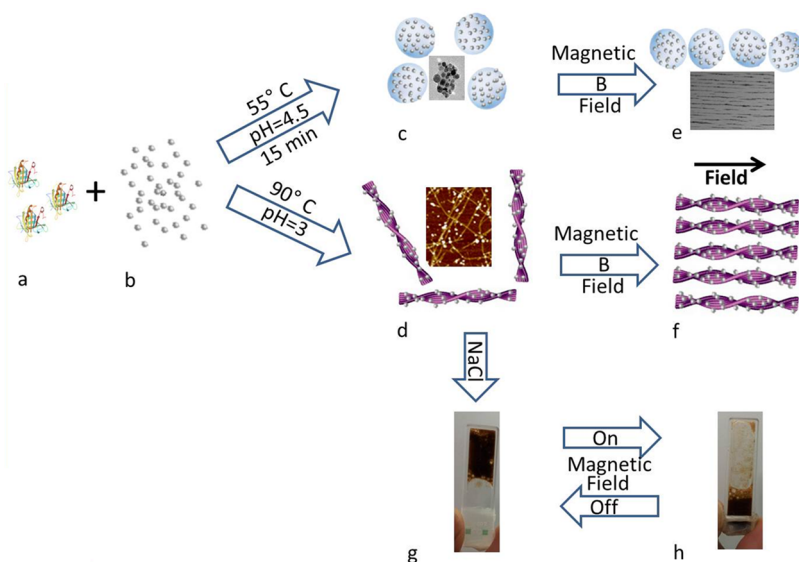 55° C
pH=4.5
15 min
c
Magnetic
B
Field
e
+
a
b
90° C
pH=3
d
Magnetic
B
Field
Field
f
NaCl
g
On
Magnetic
Field
Off
h